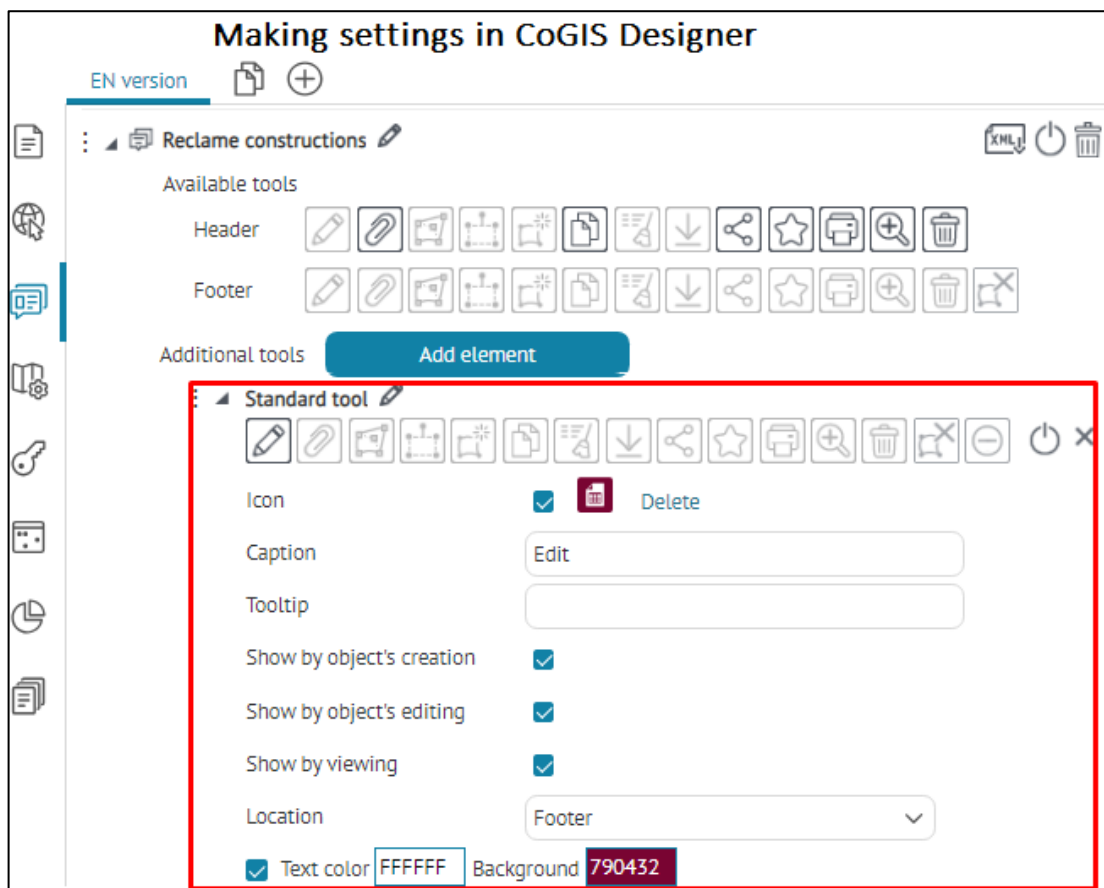 Making settings in CoGIS Designer
EN version
Reclame constructions
XML
Available tools
Header
Footer
Additional tools Add element
Standard tool
Icon Delete
Caption Edit
Tooltip
Show by object's creation
Show by object's editing
Show by viewing
Location Footer
Text color FFFFFF Background 790432